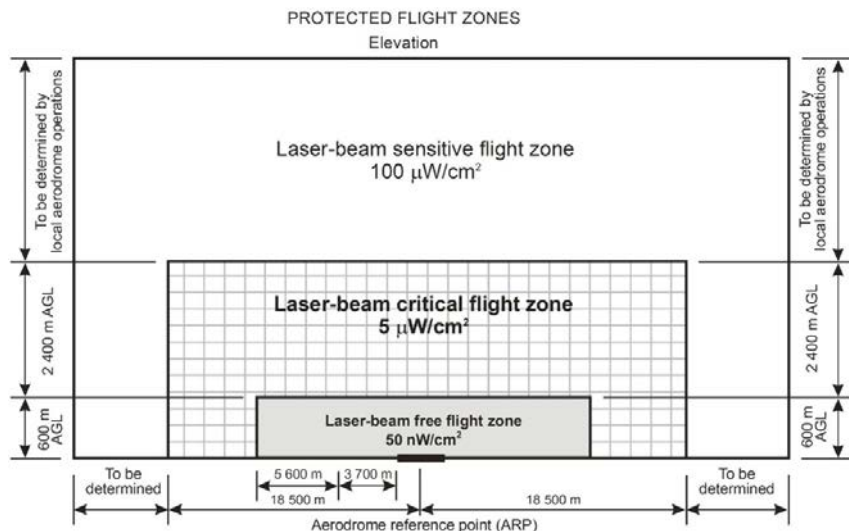 PROTECTED FLIGHT ZONES
Elevation
To be determined by
local aerodrome operations
2 400 m AGL
600 m
AGL
Laser-beam sensitive flight zone
100 μW/cm²
Laser-beam critical flight zone
5 μW/cm²
Laser-beam free flight zone
50 nW/cm²
To be determined by
local aerodrome operations
2 400 m AGL
600 m
AGL
To be
determined
5 600 m
3 700 m
18 500 m
18 500 m
To be
determined
Aerodrome reference point (ARP)